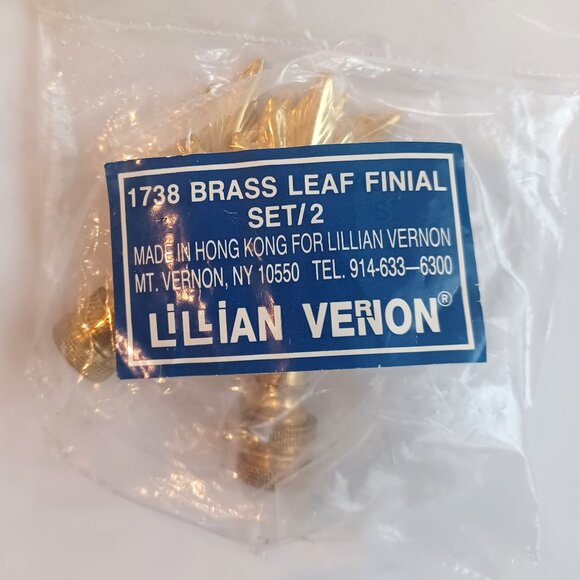 1738 BRASS LEAF FINIAL
SET/2
MADE IN HONG KONG FOR LILLIAN VERNON
MT. VERNON, NY 10550 TEL. 914-633—6300
LILLIAN VERNON®